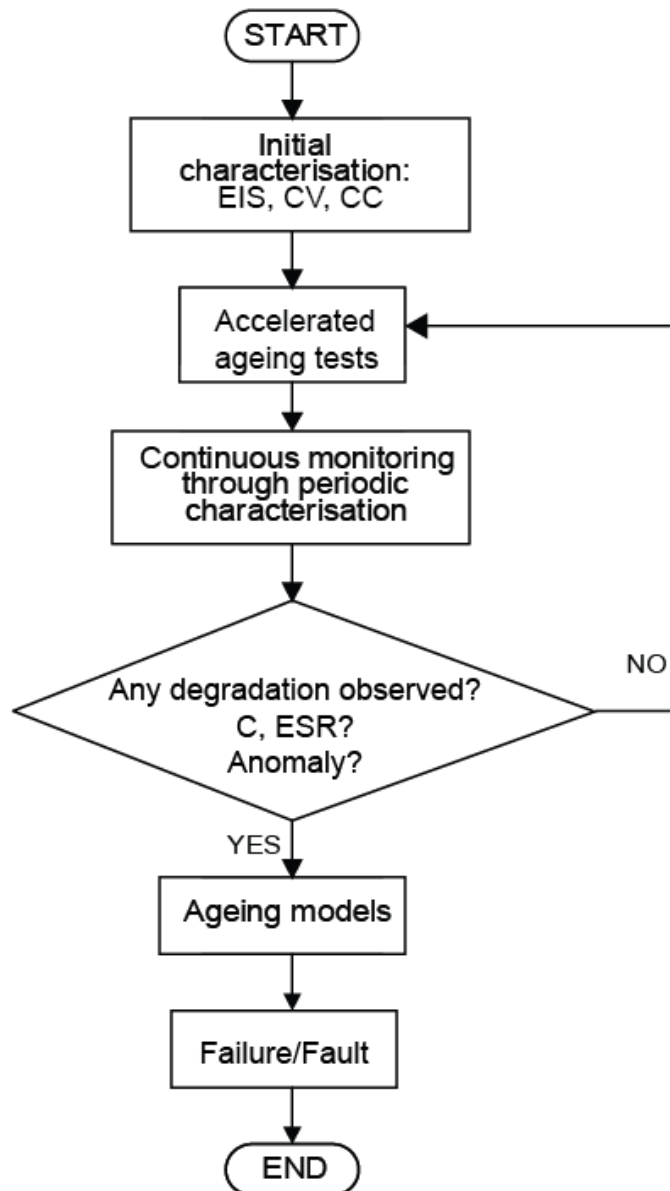 START
Initial
characterisation:
EIS, CV, CC
Accelerated
ageing tests
Continuous monitoring
through periodic
characterisation
Any degradation observed?
C, ESR?
Anomaly?
NO
YES
Ageing models
Failure/Fault
END